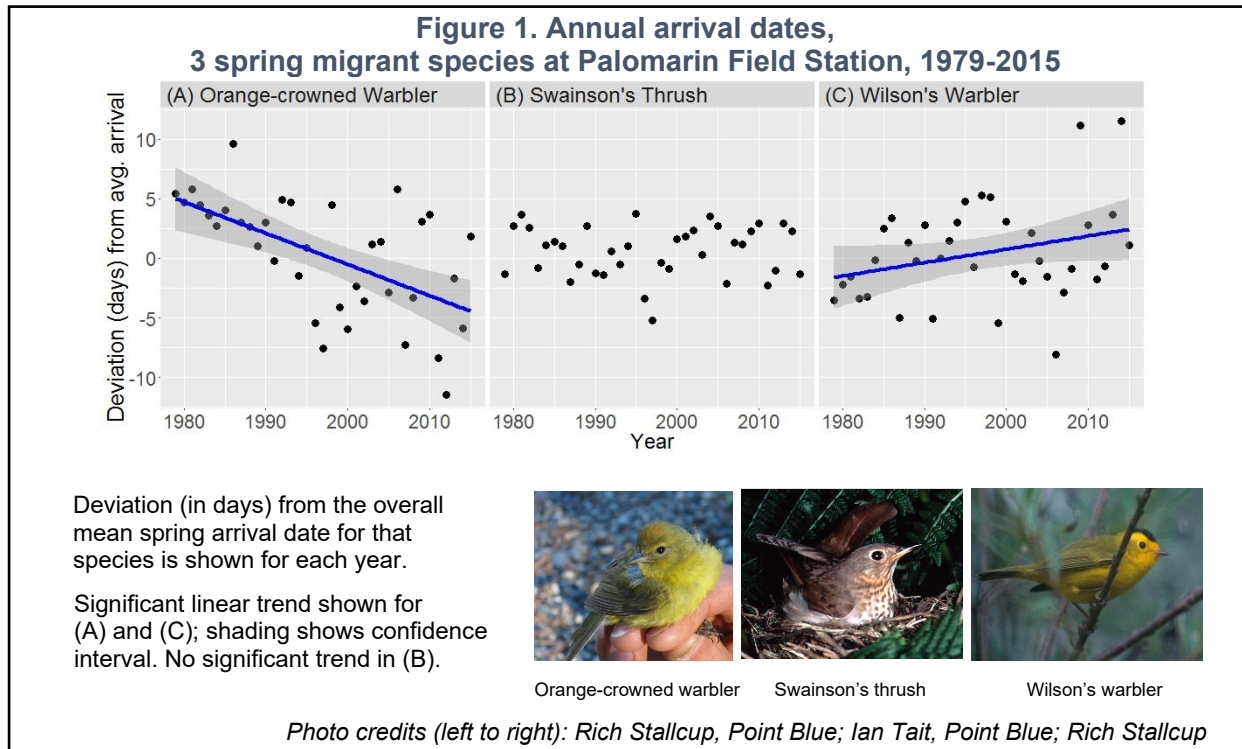 Figure 1. Annual arrival dates,
3 spring migrant species at Palomarin Field Station, 1979-2015
(A) Orange-crowned Warbler
(B) Swainson's Thrush
(C) Wilson's Warbler
Deviation (days) from avg. arrival
10
5
0
-5
-10
1980 1990 2000 2010
1980 1990 2000 2010
1980 1990 2000 2010
Year
Deviation (in days) from the overall
mean spring arrival date for that
species is shown for each year.
Significant linear trend shown for
(A) and (C); shading shows confidence
interval. No significant trend in (B).
Orange-crowned warbler
Swainson’s thrush
Wilson’s warbler
Photo credits (left to right): Rich Stallcup, Point Blue; Ian Tait, Point Blue; Rich Stallcup